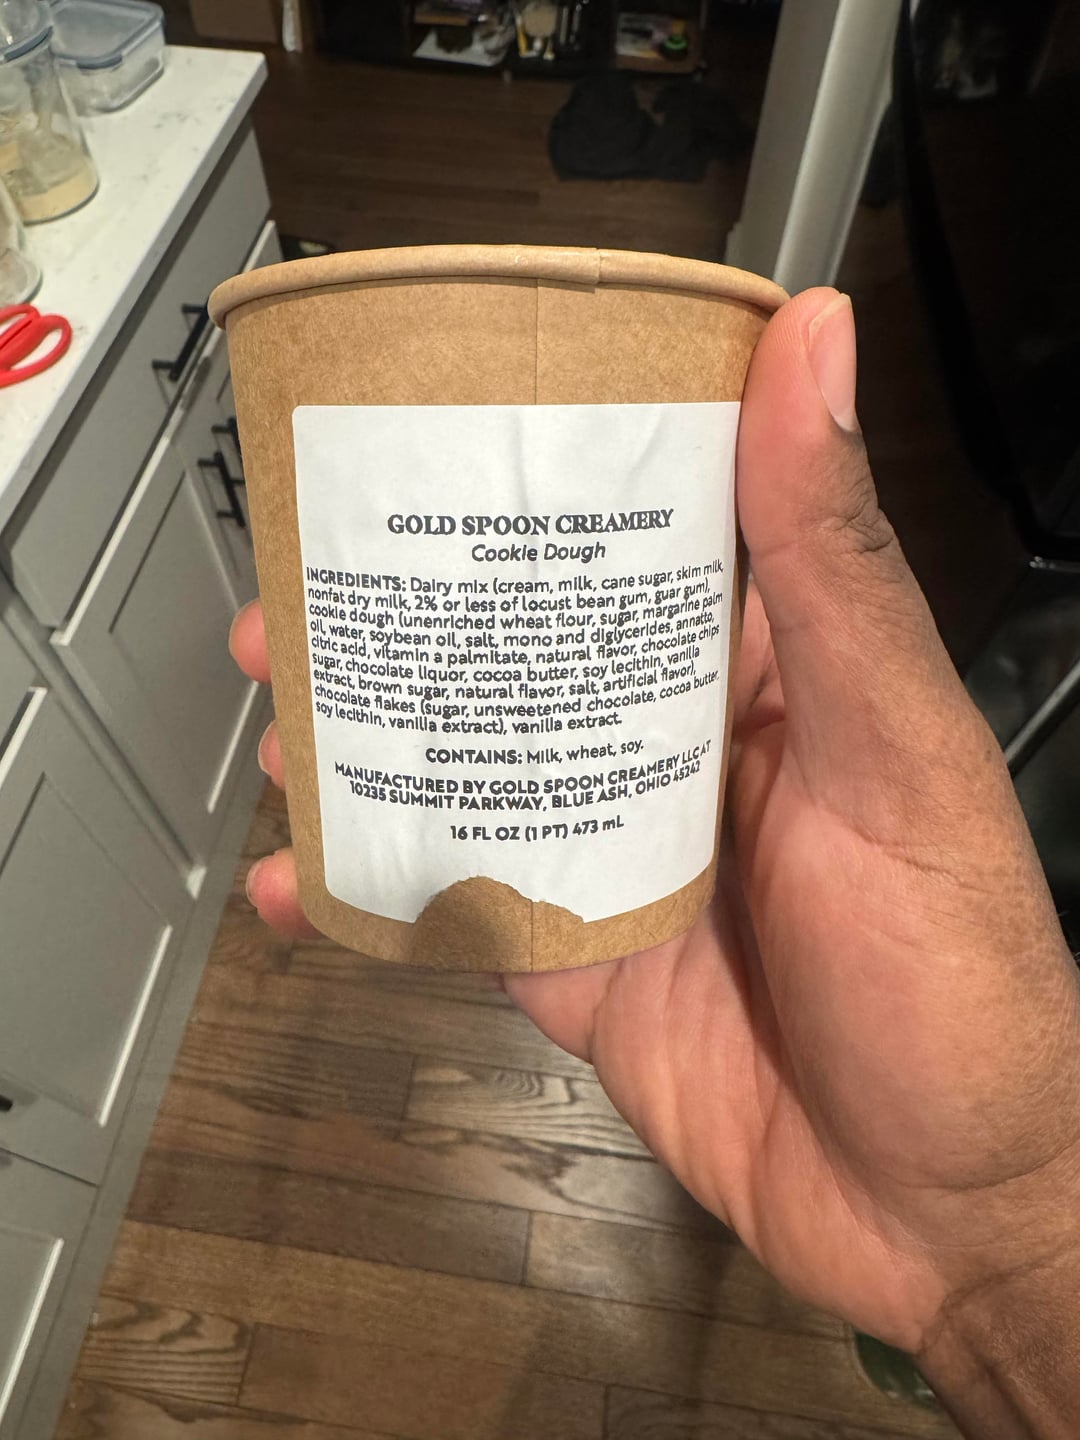 GOLD SPOON CREAMERY
Cookie Dough
INGREDIENTS: Dairy mix (cream, milk, cane sugar, skim milk,
nonfat dry milk, 2% or less of locust bean gum, guar gum),
cookie dough (unenriched wheat flour, sugar, margarine palm
oil, water, soybean oil, salt, mono and diglycerides, annatto,
citric acid, vitamin a palmitate, natural flavor, chocolate chips
sugar, chocolate liquor, cocoa butter, soy lecithin, vanilla
extract, brown sugar, natural flavor, salt, artificial flavor),
chocolate flakes (sugar, unsweetened chocolate, cocoa butter,
soy lecithin, vanilla extract), vanilla extract.
CONTAINS: Milk, wheat, soy.
MANUFACTURED BY GOLD SPOON CREAMERY LLC AT
10235 SUMMIT PARKWAY, BLUE ASH, OHIO 45242
16 FL OZ (1 PT) 473 mL